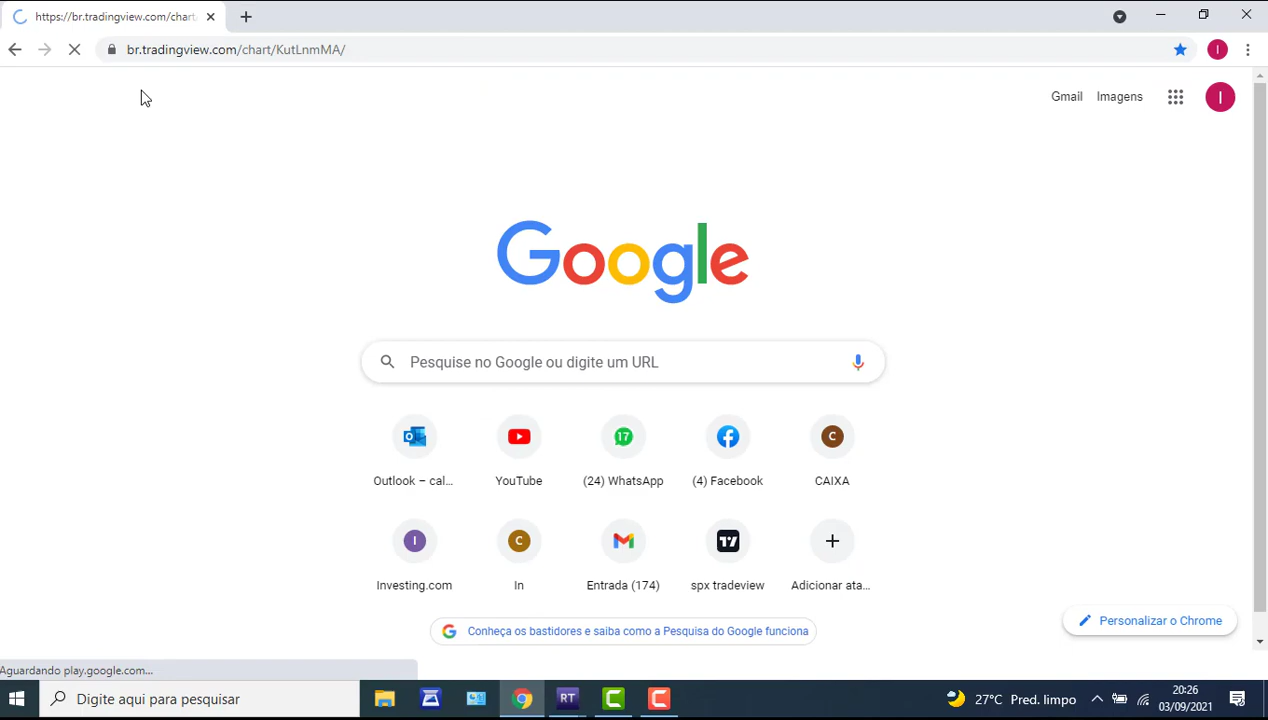 https://br.tradingview.com/chart/
br.tradingview.com/chart/KutLnmMA/
I
Gmail Imagens
I
Google
Pesquise no Google ou digite um URL
17
C
Outlook – cal...
YouTube
(24) WhatsApp
(4) Facebook
CAIXA
I
C
Investing.com
In
Entrada (174)
spx tradeview
Adicionar ata...
Conheça os bastidores e saiba como a Pesquisa do Google funciona
Personalizar o Chrome
Aguardando play.google.com...
Digite aqui para pesquisar
RT
27°C Pred. limpo
20:26
03/09/2021